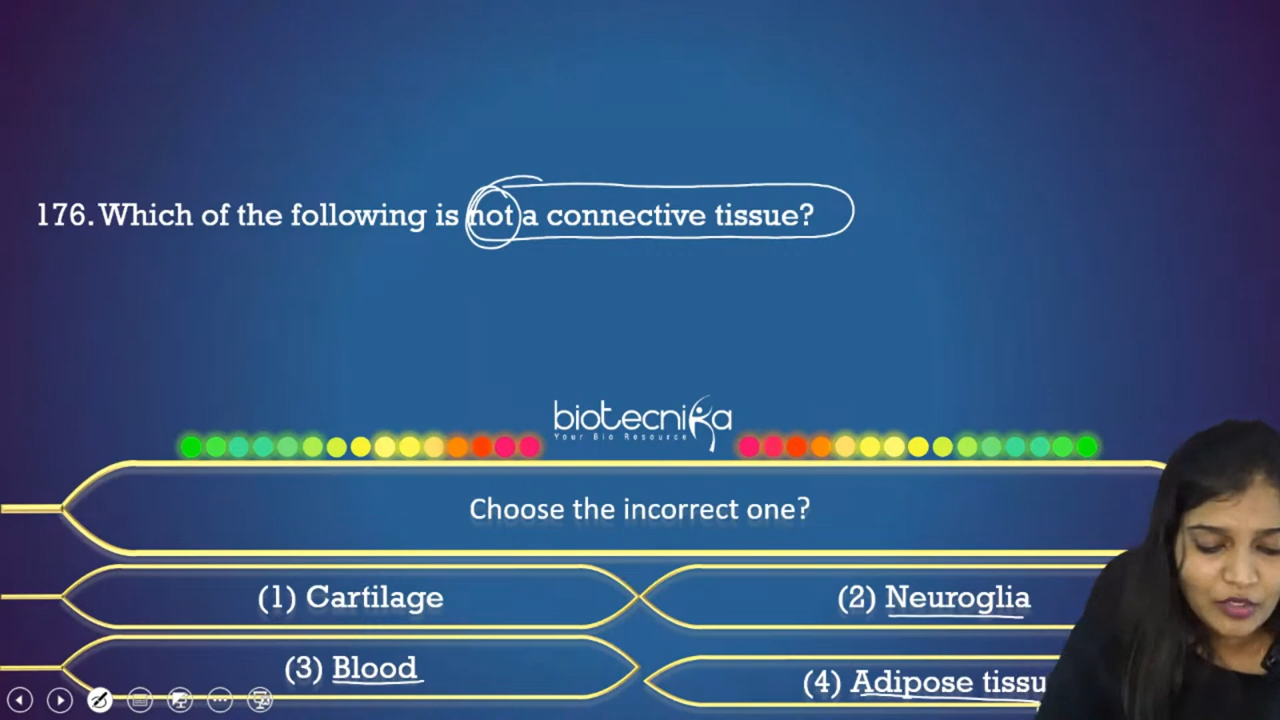 176. Which of the following is not a connective tissue?
biotecnika
Your Bio Resource
Choose the incorrect one?
(1) Cartilage
(2) Neuroglia
(3) Blood
(4) Adipose tissu